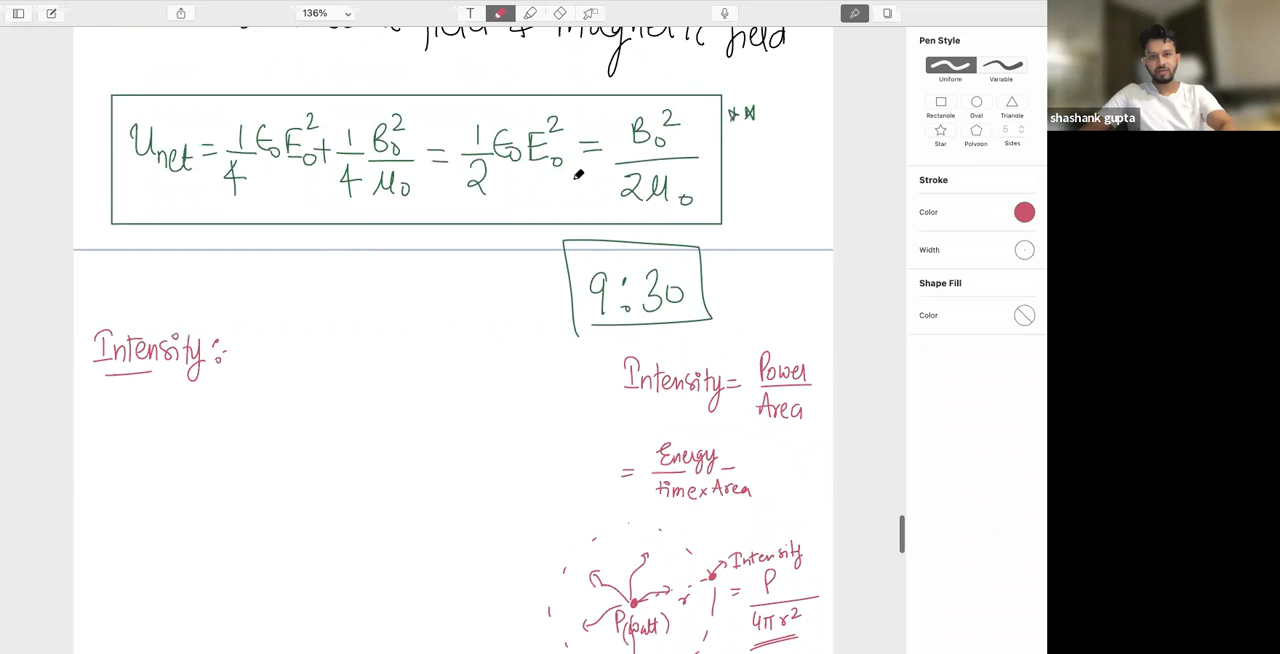 136%
T
field & magnetic field
Unet = 1/4 ϵ₀E₀² + 1/4 B₀²/μ₀ = 1/2 ϵ₀E₀² = B₀²/2μ₀
9:30
Intensity :-
Intensity = Power/Area
= Energy/time×Area
Intensity
= P/4πr²
r
P(watt)
Pen Style
Uniform
Variable
Rectangle
Oval
Triangle
5
Star
Polygon
Sides
Stroke
Color
Width
Shape Fill
Color
shashank gupta